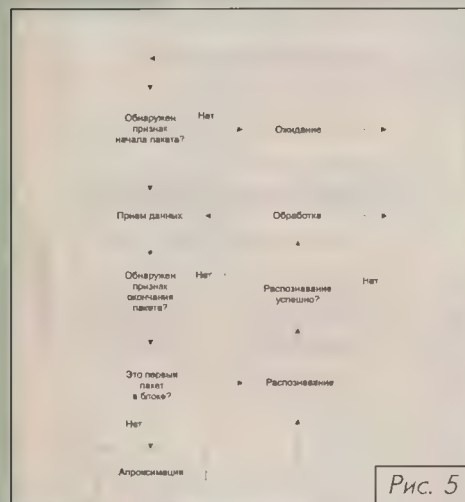 Обнаружен
признак
начала пакета?
Нет
Ожидание
Прием данных
Обработка
Обнаружен
признак
окончания
пакета?
Нет
Распознавание
успешно?
Нет
Это первый
пакет
в блоке?
Распознавание
Нет
Апроксимация
Рис. 5